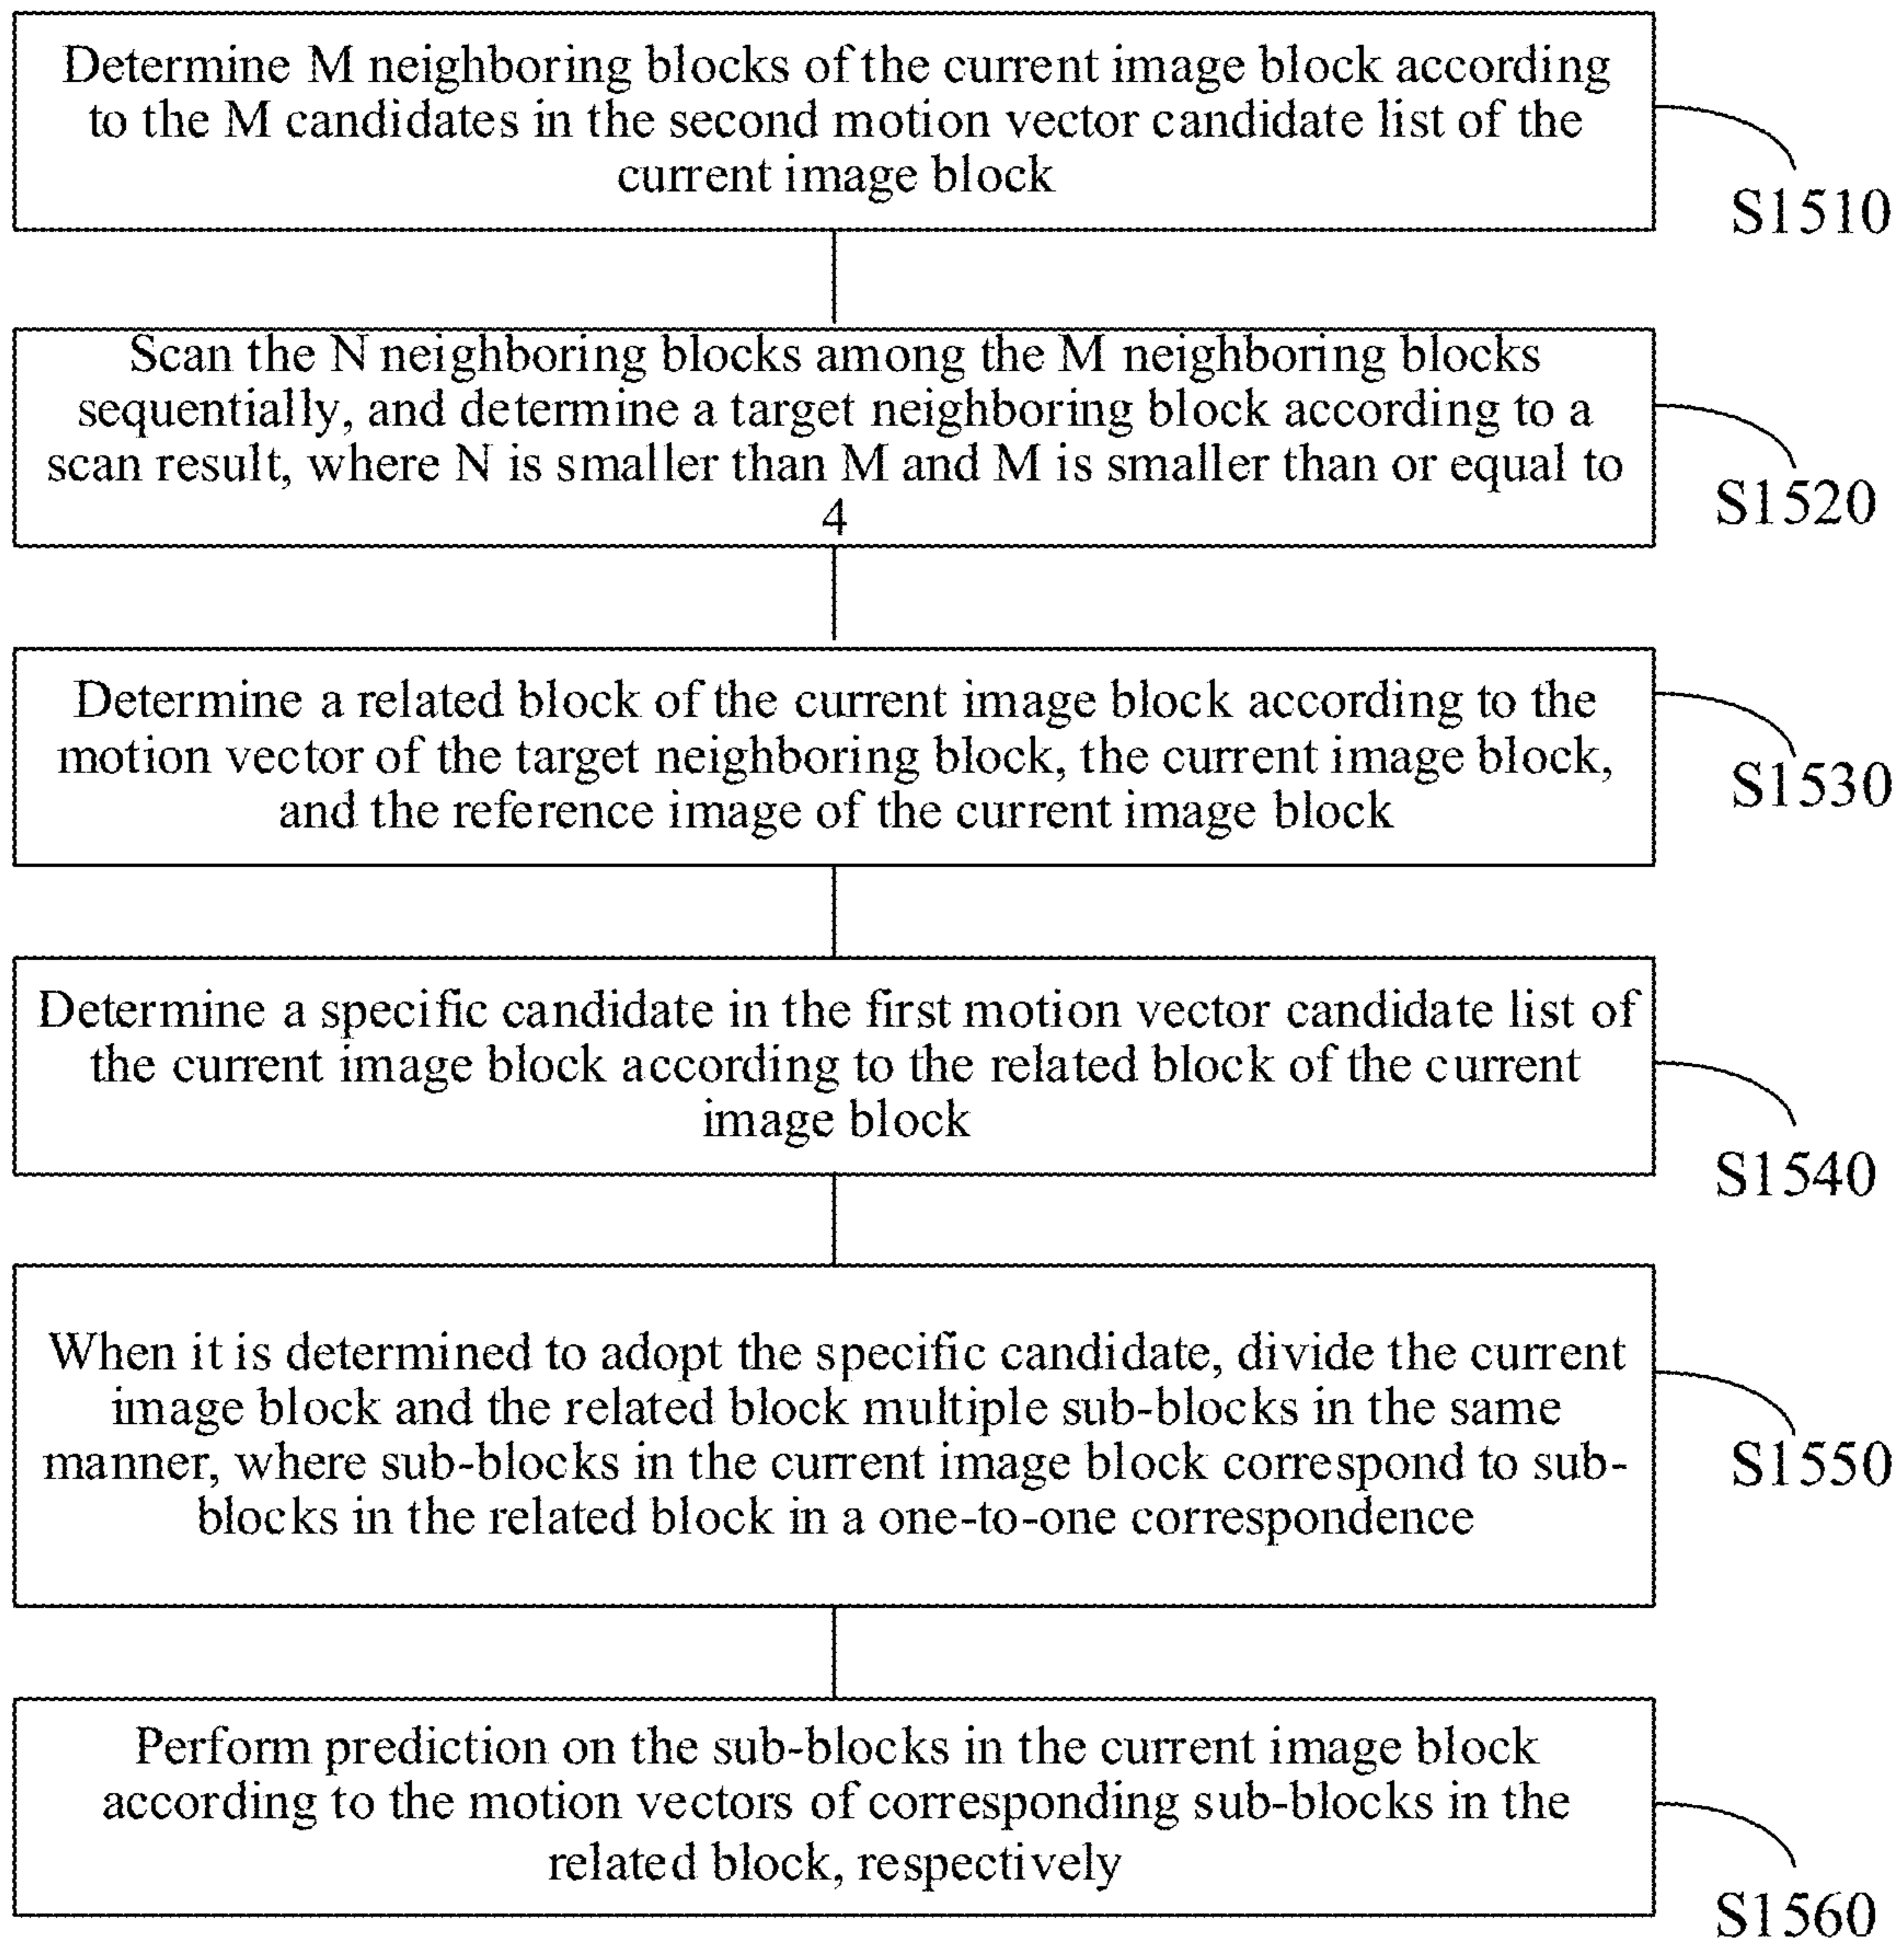 Determine M neighboring blocks of the current image block according
to the M candidates in the second motion vector candidate list of the
current image block
S1510
Scan the N neighboring blocks among the M neighboring blocks
sequentially, and determine a target neighboring block according to a
scan result, where N is smaller than M and M is smaller than or equal to
4
S1520
Determine a related block of the current image block according to the
motion vector of the target neighboring block, the current image block,
and the reference image of the current image block
S1530
Determine a specific candidate in the first motion vector candidate list of
the current image block according to the related block of the current
image block
S1540
When it is determined to adopt the specific candidate, divide the current
image block and the related block multiple sub-blocks in the same
manner, where sub-blocks in the current image block correspond to sub-
blocks in the related block in a one-to-one correspondence
S1550
Perform prediction on the sub-blocks in the current image block
according to the motion vectors of corresponding sub-blocks in the
related block, respectively
S1560